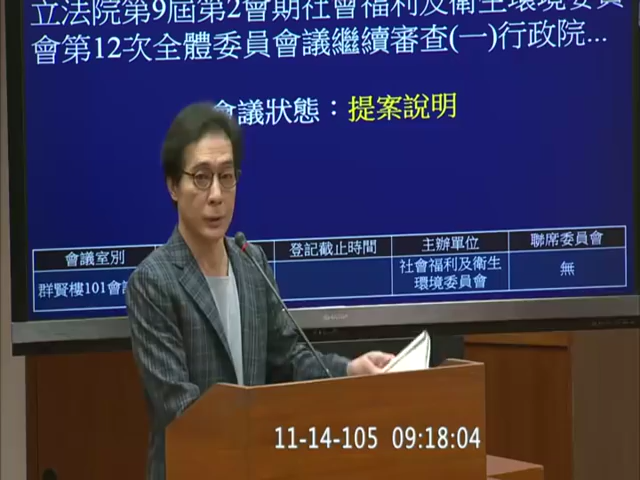 立法院第9屆第2會期社會福利及衛生環境委員
會第12次全體委員會議繼續審查(一)行政院...
會議狀態：提案說明
會議室別
登記截止時間
主辦單位
聯席委員會
群賢樓101會
社會福利及衛生
環境委員會
無
11-14-105 09:18:04